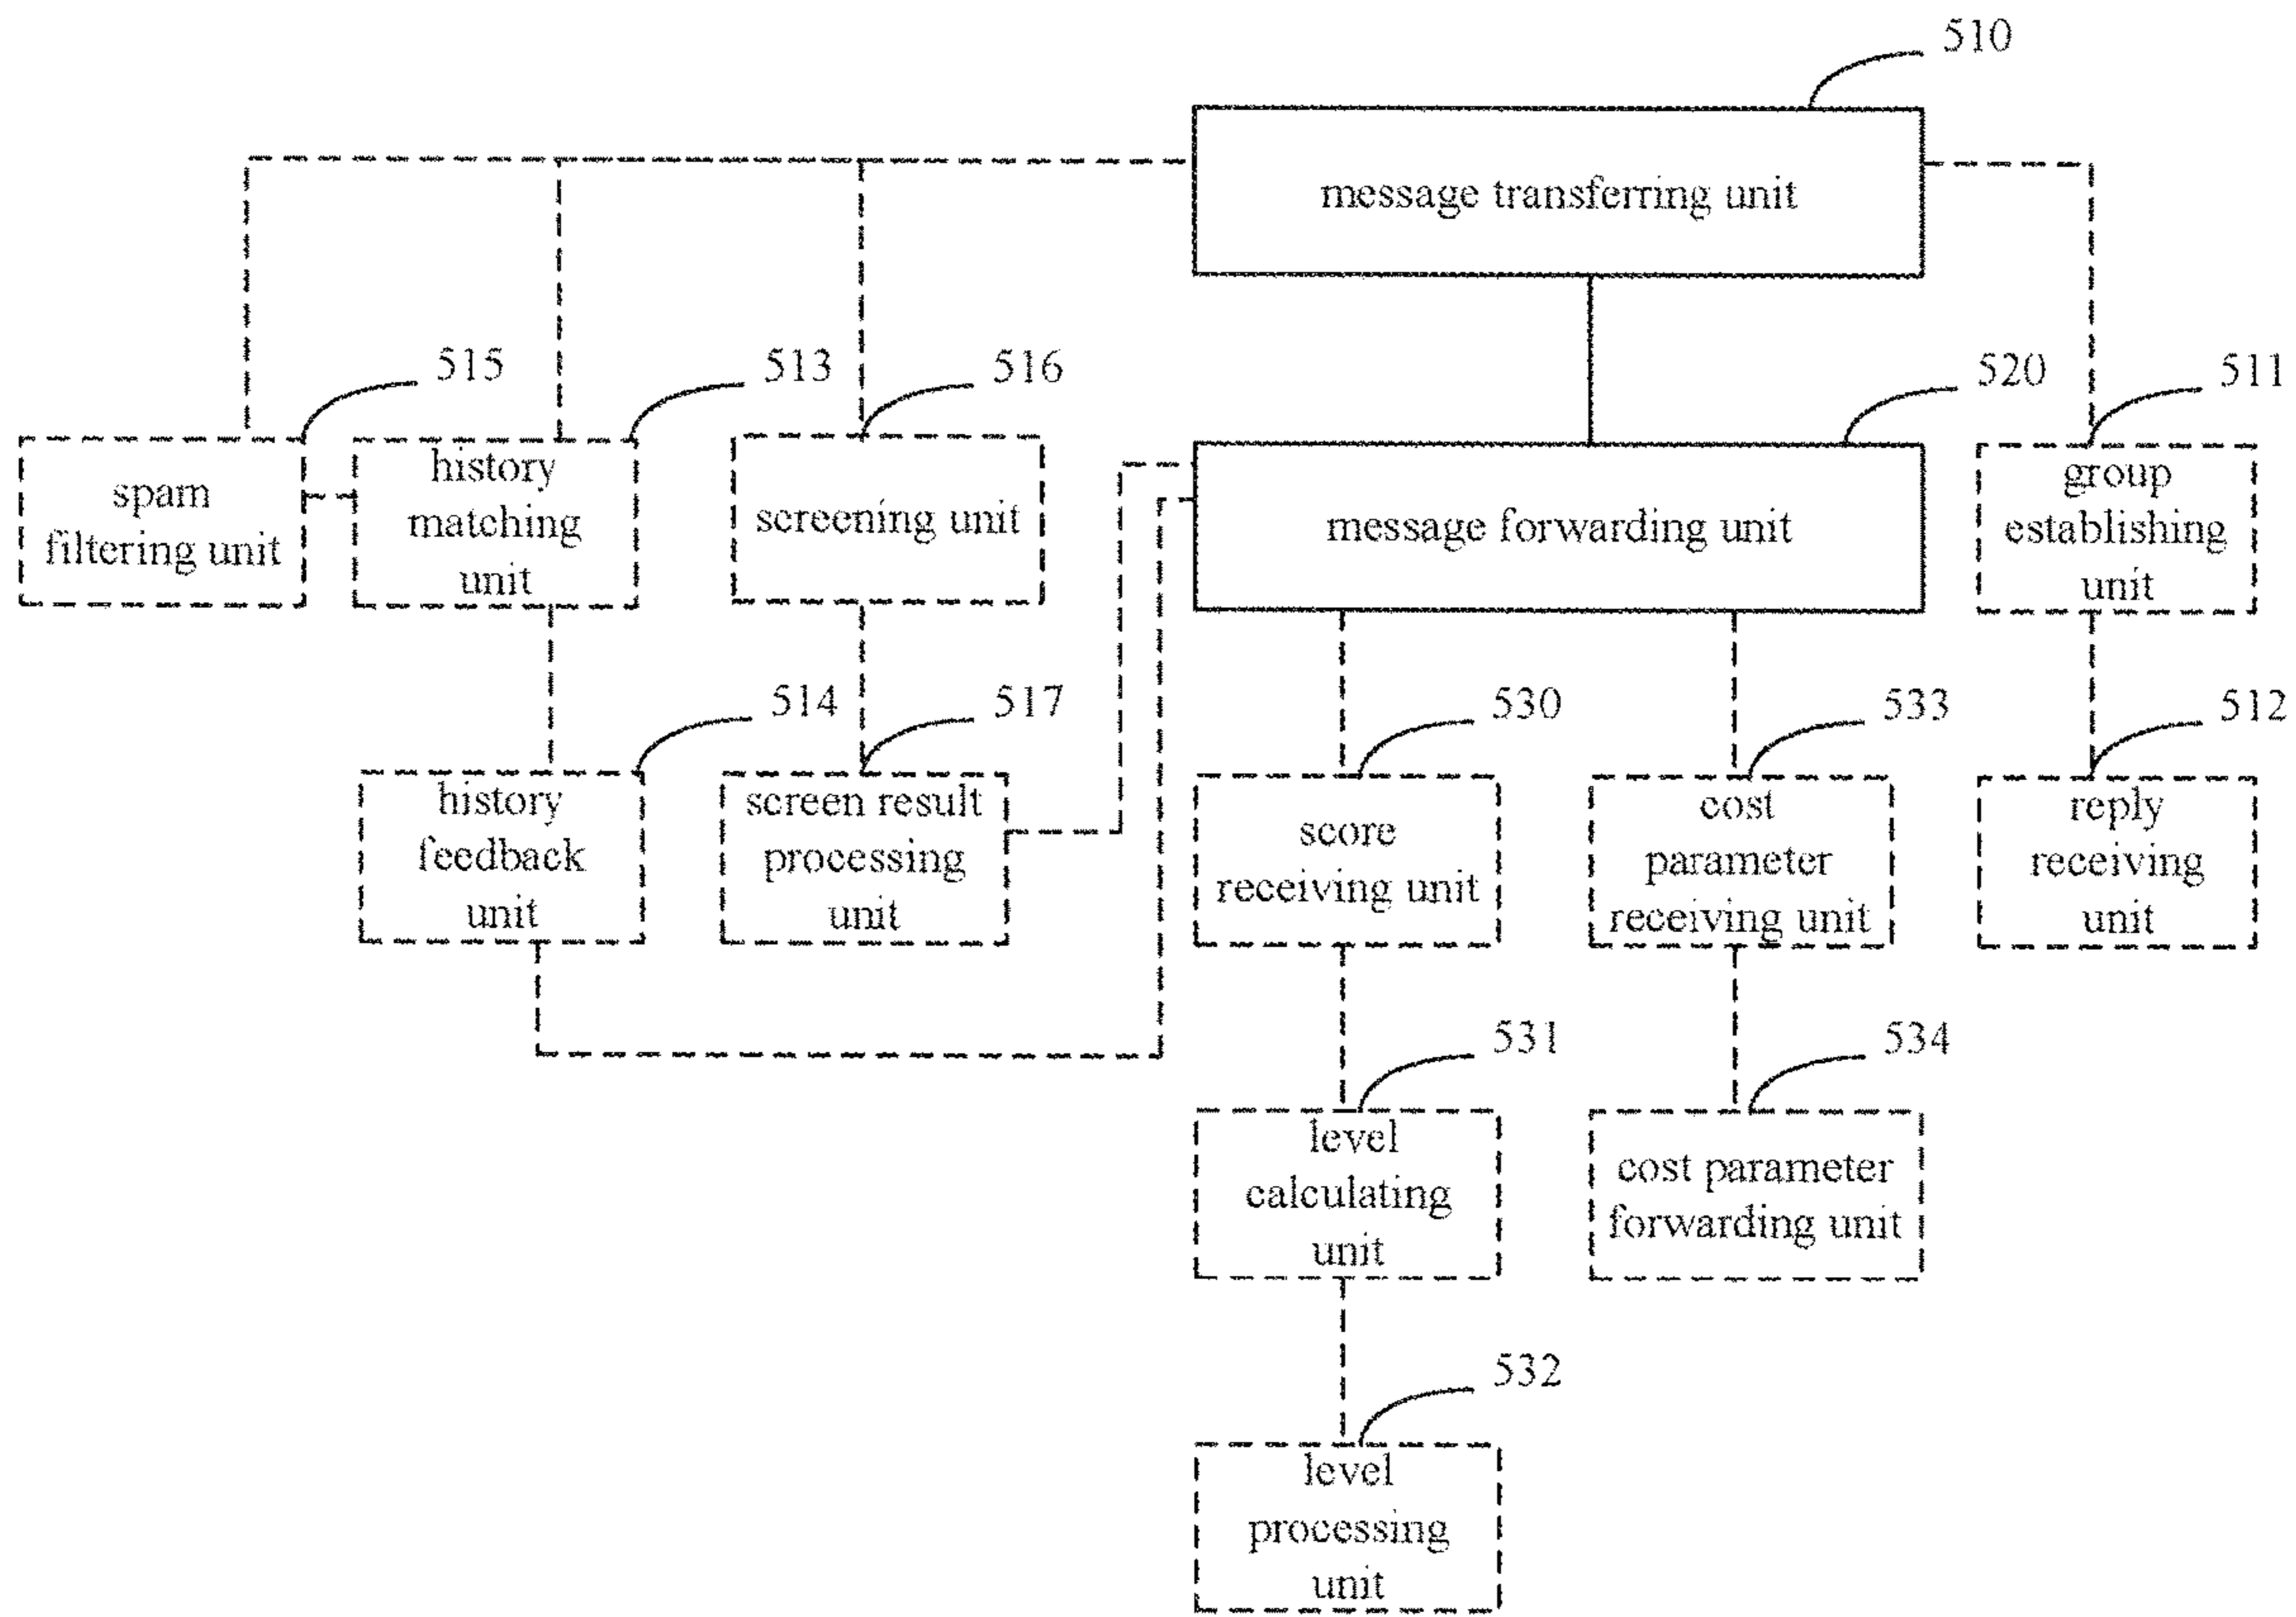 510
message transferring unit
515
513
516
520
511
spam
filtering unit
history
matching
unit
screening unit
message forwarding unit
group
establishing
unit
514
517
530
533
512
history
feedback
unit
screen result
processing
unit
score
receiving unit
cost
parameter
receiving unit
reply
receiving
unit
531
534
level
calculating
unit
cost parameter
forwarding unit
532
level
processing
unit